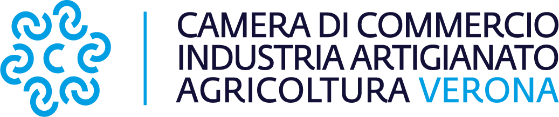 CAMERA DI COMMERCIO
INDUSTRIA ARTIGIANATO
AGRICOLTURA VERONA